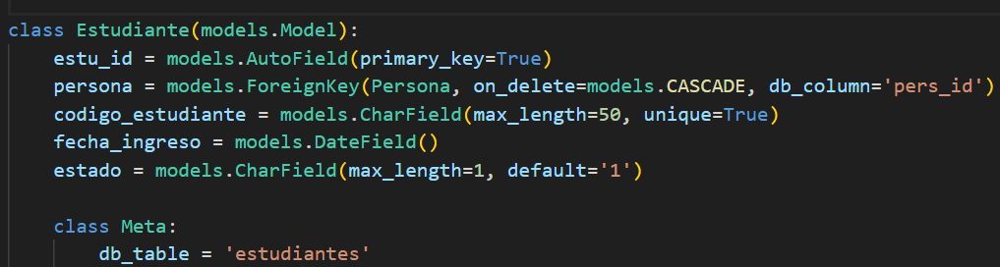 class Estudiante(models.Model):
    estu_id = models.AutoField(primary_key=True)
    persona = models.ForeignKey(Persona, on_delete=models.CASCADE, db_column='pers_id')
    codigo_estudiante = models.CharField(max_length=50, unique=True)
    fecha_ingreso = models.DateField()
    estado = models.CharField(max_length=1, default='1')
    class Meta:
        db_table = 'estudiantes'